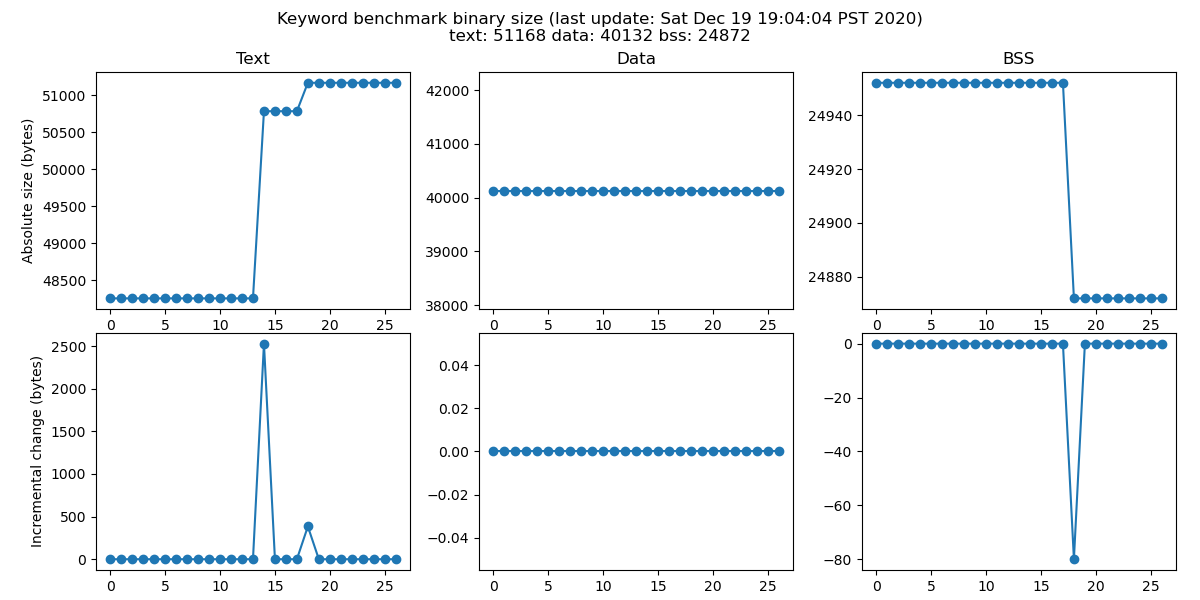 Keyword benchmark binary size (last update: Sat Dec 19 19:04:04 PST 2020)
text: 51168 data: 40132 bss: 24872
Text
Data
BSS
Absolute size (bytes)
51000
50500
50000
49500
49000
48500
0 5 10 15 20 25
42000
41000
40000
39000
38000
0 5 10 15 20 25
24940
24920
24900
24880
0 5 10 15 20 25
Incremental change (bytes)
2500
2000
1500
1000
500
0
0 5 10 15 20 25
0.04
0.02
0.00
−0.02
−0.04
0 5 10 15 20 25
0
−20
−40
−60
−80
0 5 10 15 20 25